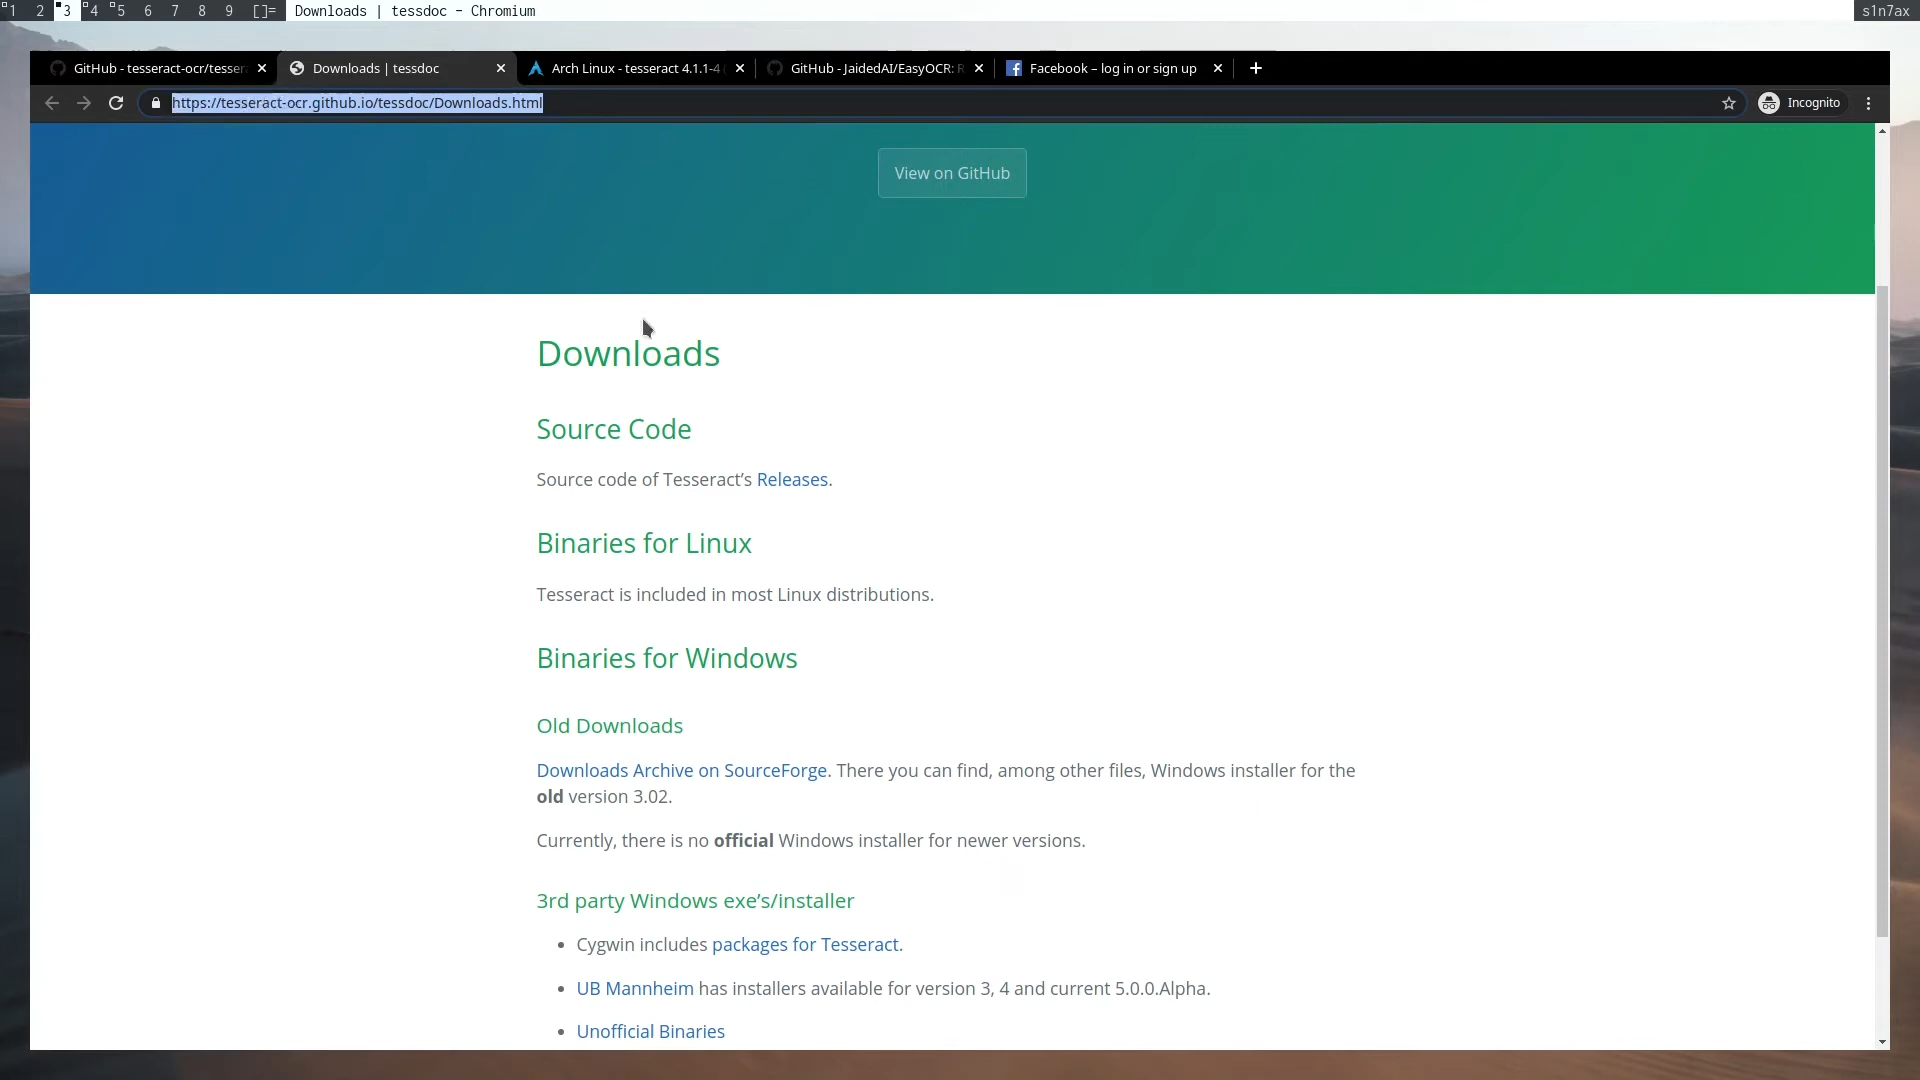 1 2 3 4 5 6 7 8 9 []= Downloads | tessdoc - Chromium s1n7ax
GitHub - tesseract-ocr/tesser Downloads | tessdoc Arch Linux - tesseract 4.1.1-4 GitHub - JaidedAI/EasyOCR: R Facebook – log in or sign up
https://tesseract-ocr.github.io/tessdoc/Downloads.html Incognito
View on GitHub
Downloads
Source Code
Source code of Tesseract’s Releases.
Binaries for Linux
Tesseract is included in most Linux distributions.
Binaries for Windows
Old Downloads
Downloads Archive on SourceForge. There you can find, among other files, Windows installer for the
old version 3.02.
Currently, there is no official Windows installer for newer versions.
3rd party Windows exe’s/installer
• Cygwin includes packages for Tesseract.
• UB Mannheim has installers available for version 3, 4 and current 5.0.0.Alpha.
• Unofficial Binaries